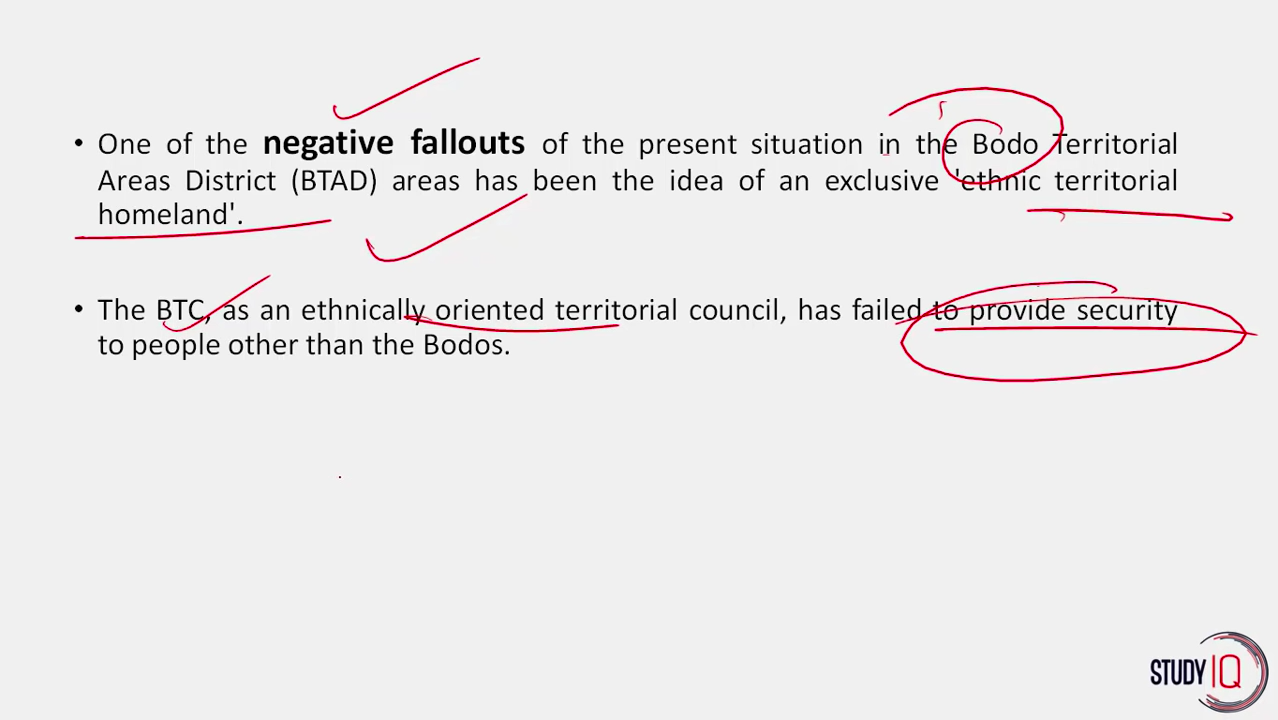 • One of the negative fallouts of the present situation in the Bodo Territorial
Areas District (BTAD) areas has been the idea of an exclusive 'ethnic territorial
homeland'.
• The BTC, as an ethnically oriented territorial council, has failed to provide security
to people other than the Bodos.
STUDY IQ